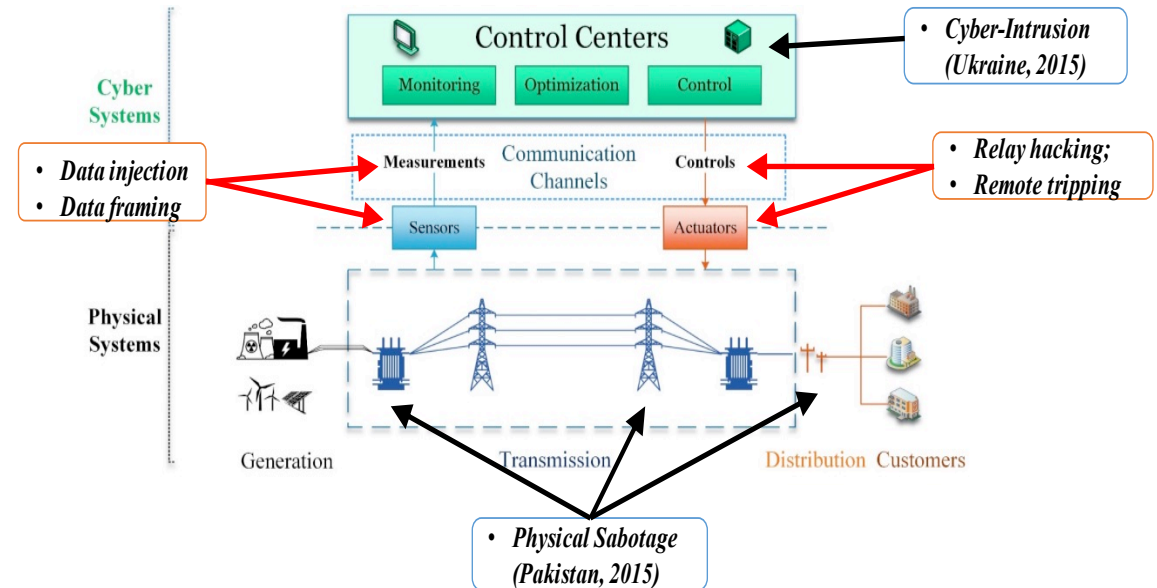 Control Centers
Monitoring
Optimization
Control
• Cyber-Intrusion
(Ukraine, 2015)
Cyber
Systems
• Data injection
• Data framing
Measurements
Communication
Channels
Controls
• Relay hacking;
• Remote tripping
Sensors
Actuators
Physical
Systems
Generation
Transmission
Distribution
Customers
• Physical Sabotage
(Pakistan, 2015)